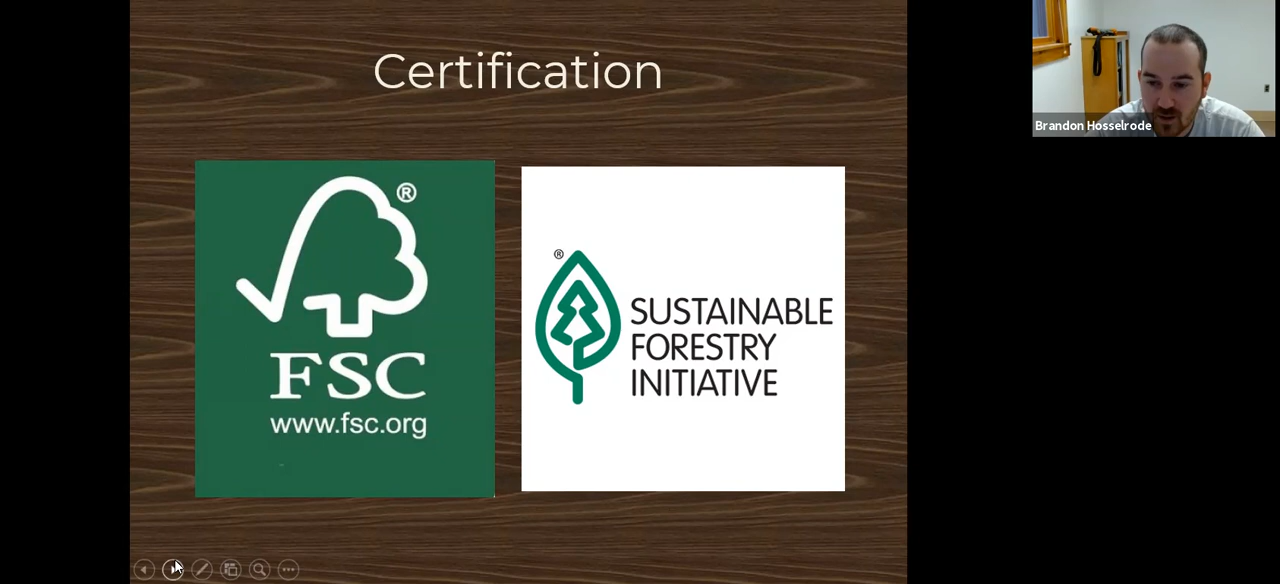 Certification
®
FSC
www.fsc.org
®
SUSTAINABLE
FORESTRY
INITIATIVE
Brandon Hosselrode